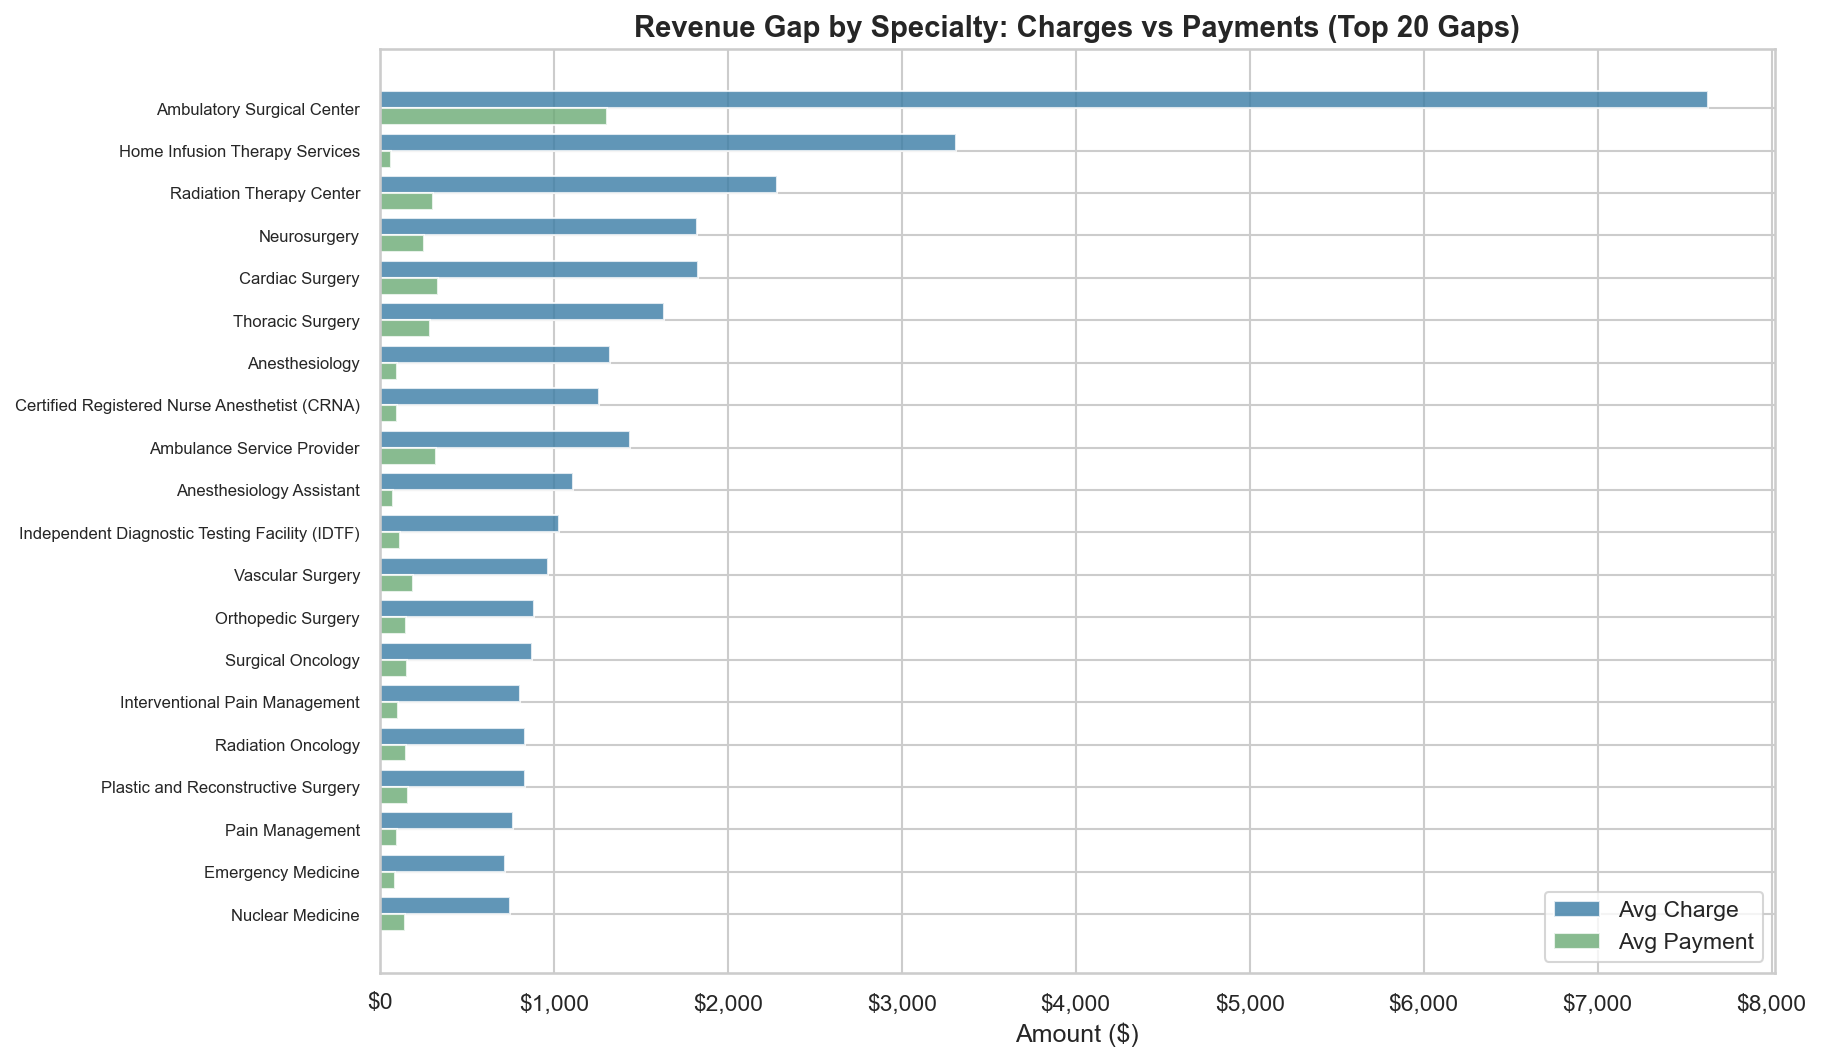 Revenue Gap by Specialty: Charges vs Payments (Top 20 Gaps)
Ambulatory Surgical Center
Home Infusion Therapy Services
Radiation Therapy Center
Neurosurgery
Cardiac Surgery
Thoracic Surgery
Anesthesiology
Certified Registered Nurse Anesthetist (CRNA)
Ambulance Service Provider
Anesthesiology Assistant
Independent Diagnostic Testing Facility (IDTF)
Vascular Surgery
Orthopedic Surgery
Surgical Oncology
Interventional Pain Management
Radiation Oncology
Plastic and Reconstructive Surgery
Pain Management
Emergency Medicine
Nuclear Medicine
Avg Charge
Avg Payment
$0 $1,000 $2,000 $3,000 $4,000 $5,000 $6,000 $7,000 $8,000
Amount ($)